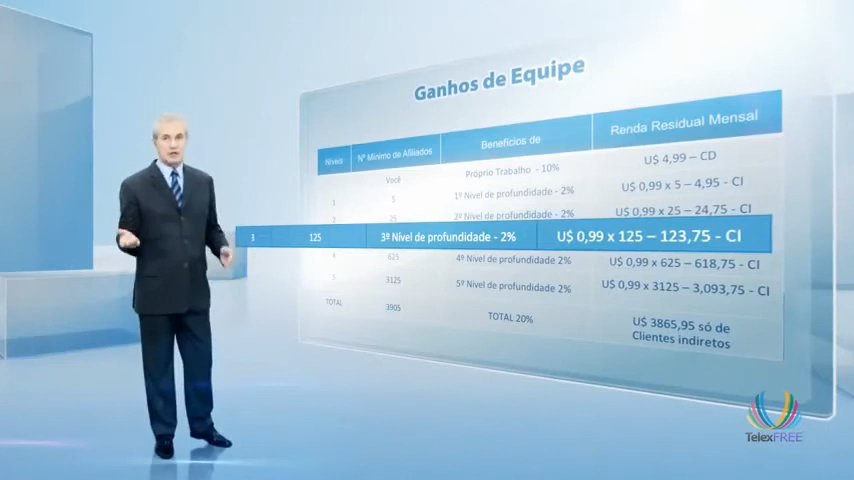 Ganhos de Equipe
Níveis Nº Mínimo de Afiliados Benefícios de Renda Residual Mensal
Você Próprio Trabalho - 10% U$ 4,99 – CD
1 5 1º Nível de profundidade - 2% U$ 0,99 x 5 – 4,95 - CI
2 25 2º Nível de profundidade - 2% U$ 0,99 x 25 – 24,75 - CI
3 125 3º Nível de profundidade - 2% U$ 0,99 x 125 – 123,75 - CI
4 625 4º Nível de profundidade 2% U$ 0,99 x 625 – 618,75 - CI
5 3125 5º Nível de profundidade 2% U$ 0,99 x 3125 – 3,093,75 - CI
TOTAL 3905 TOTAL 20% U$ 3865,95 só de
Clientes indiretos
TelexFREE